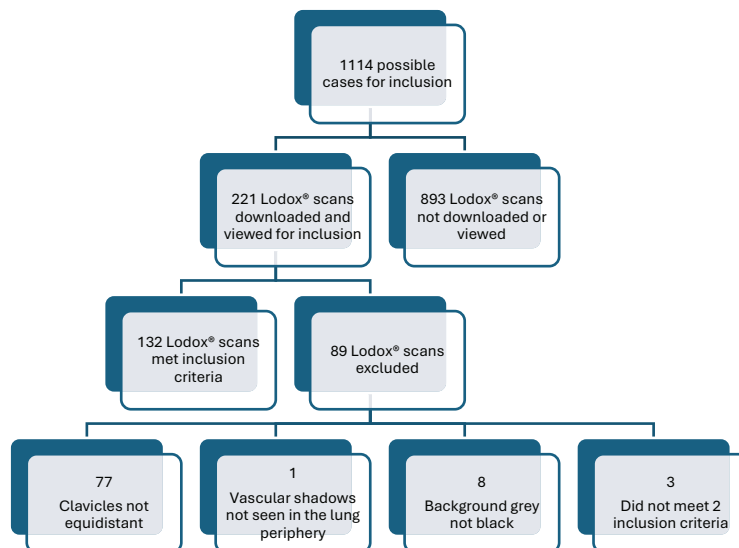 1114 possible
cases for inclusion
221 Lodox® scans
downloaded and
viewed for inclusion
893 Lodox® scans
not downloaded or
viewed
132 Lodox® scans
met inclusion
criteria
89 Lodox® scans
excluded
77
Clavicles not
equidistant
1
Vascular shadows
not seen in the lung
periphery
8
Background grey
not black
3
Did not meet 2
inclusion criteria